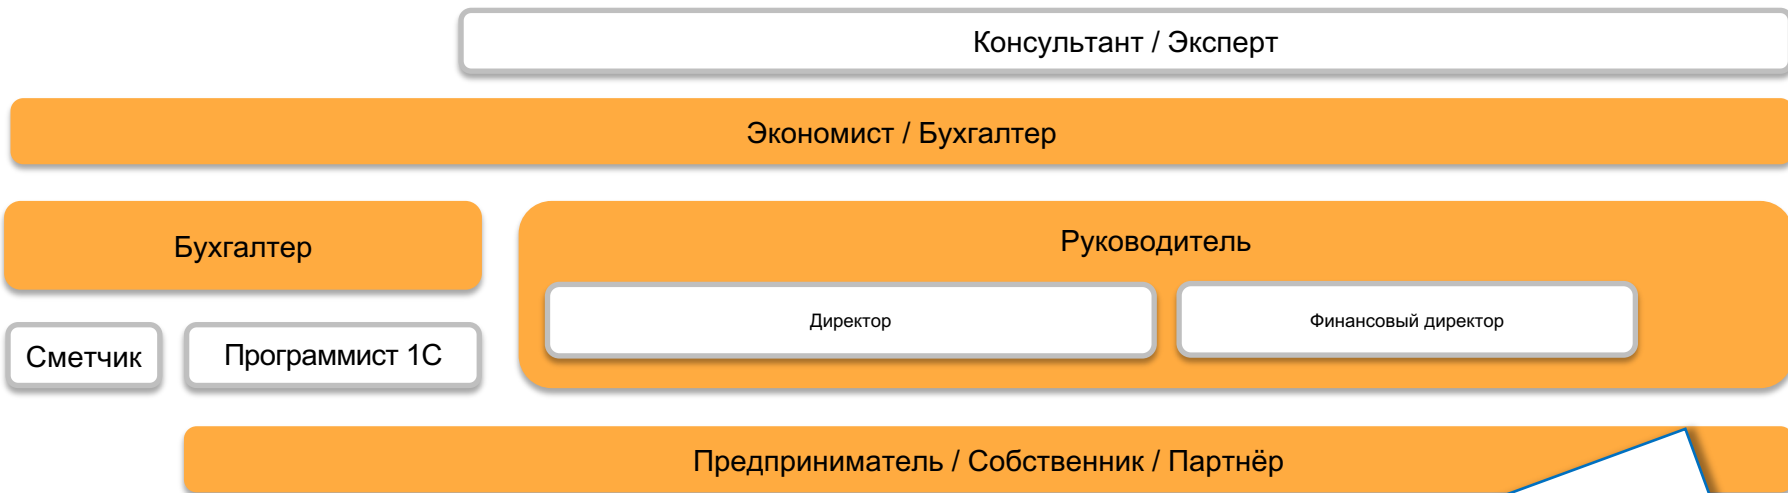 Консультант / Эксперт
Экономист / Бухгалтер
Бухгалтер
Руководитель
Директор
Финансовый директор
Сметчик
Программист 1С
Предприниматель / Собственник / Партнёр